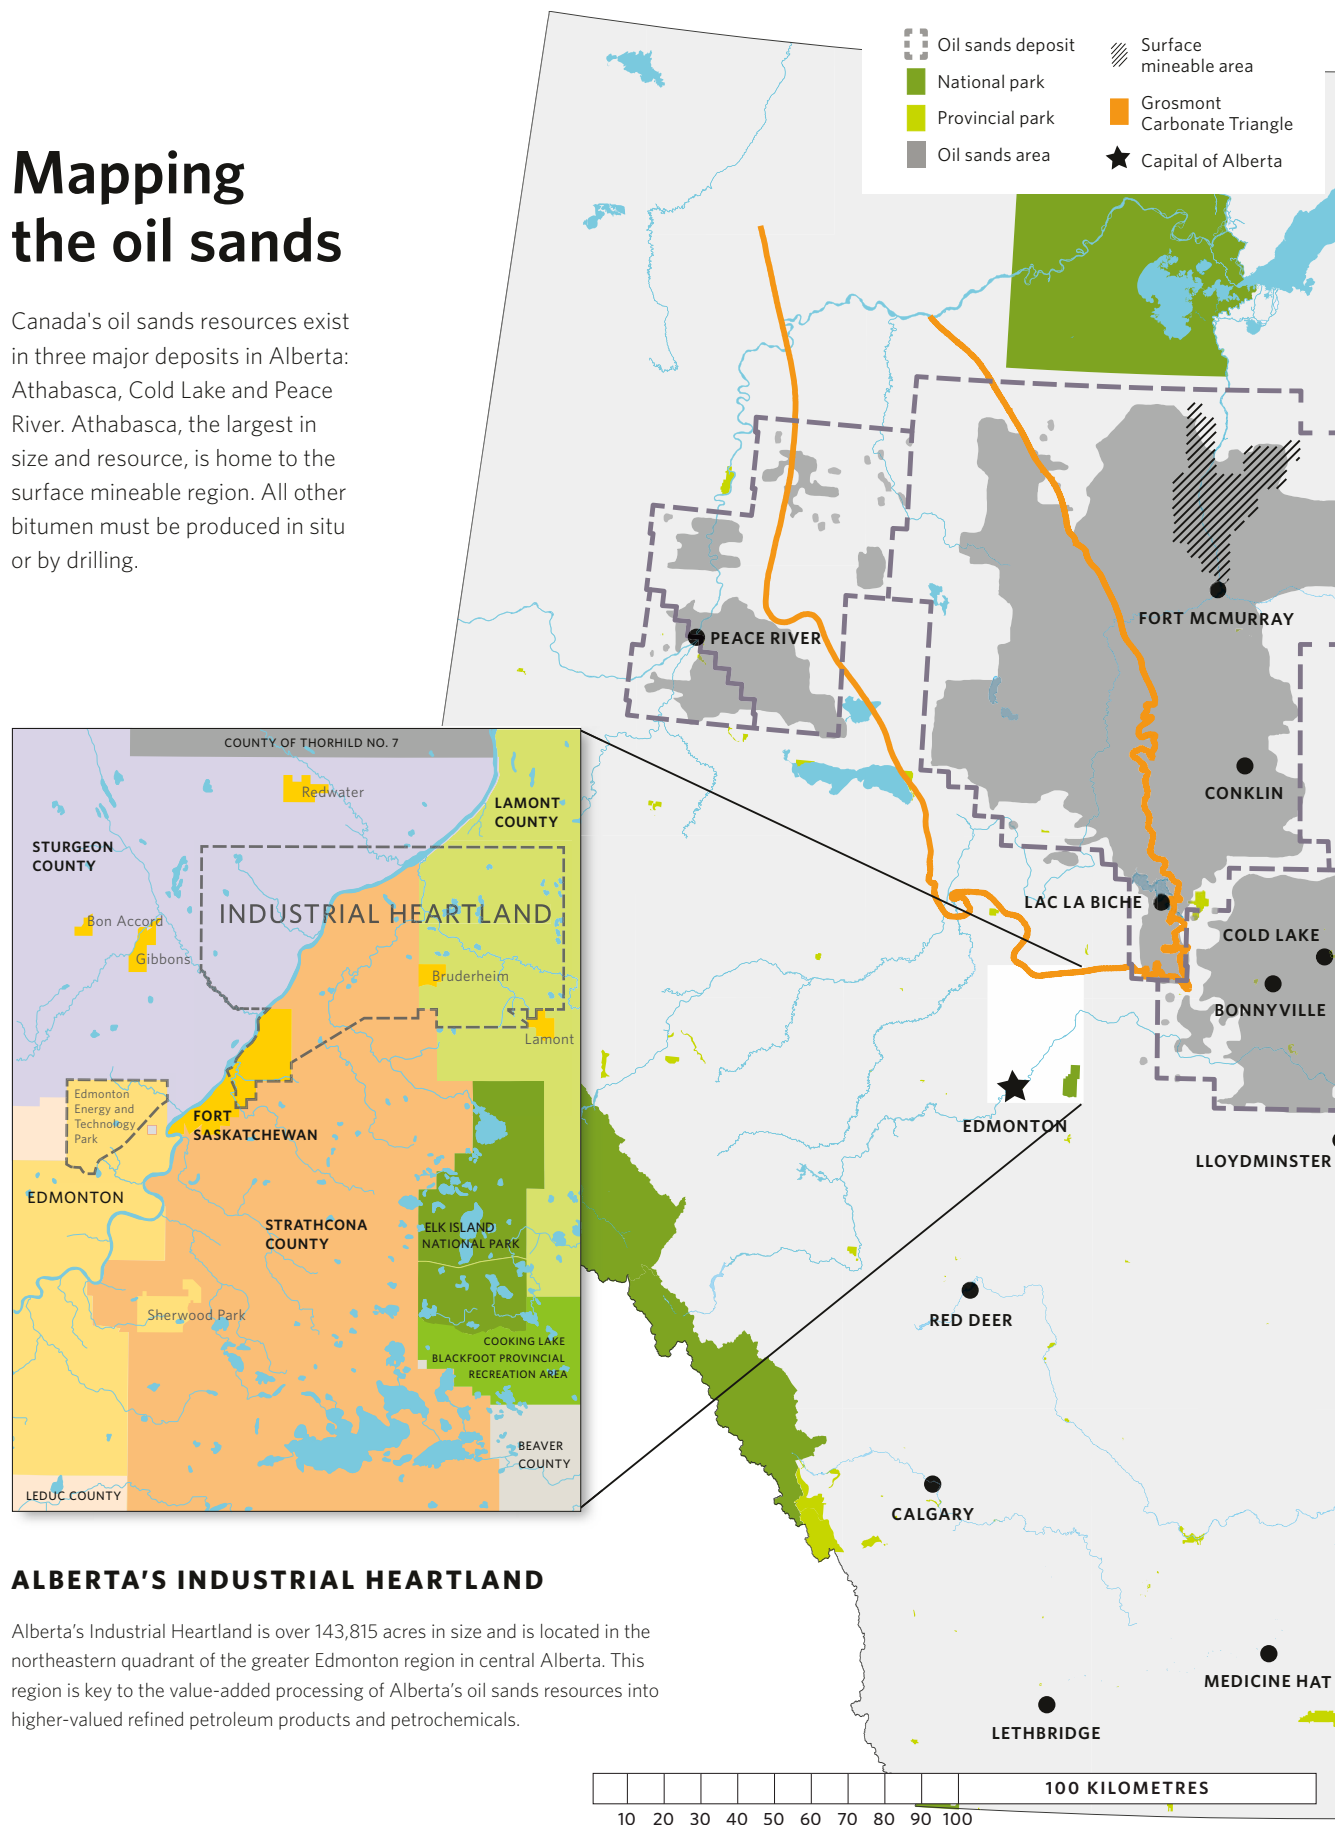 Mapping
the oil sands
Canada's oil sands resources exist
in three major deposits in Alberta:
Athabasca, Cold Lake and Peace
River. Athabasca, the largest in
size and resource, is home to the
surface mineable region. All other
bitumen must be produced in situ
or by drilling.
Oil sands deposit
National park
Provincial park
Oil sands area
Surface
mineable area
Grosmont
Carbonate Triangle
Capital of Alberta
FORT MCMURRAY
PEACE RIVER
CONKLIN
LAC LA BICHE
COLD LAKE
BONNYVILLE
EDMONTON
LLOYDMINSTER
RED DEER
CALGARY
MEDICINE HAT
LETHBRIDGE
COUNTY OF THORHILD NO. 7
Redwater
LAMONT
COUNTY
STURGEON
COUNTY
INDUSTRIAL HEARTLAND
Bon Accord
Gibbons
Bruderheim
Lamont
Edmonton
Energy and
Technology
Park
FORT
SASKATCHEWAN
EDMONTON
STRATHCONA
COUNTY
ELK ISLAND
NATIONAL PARK
Sherwood Park
COOKING LAKE
BLACKFOOT PROVINCIAL
RECREATION AREA
BEAVER
COUNTY
LEDUC COUNTY
ALBERTA'S INDUSTRIAL HEARTLAND
Alberta's Industrial Heartland is over 143,815 acres in size and is located in the
northeastern quadrant of the greater Edmonton region in central Alberta. This
region is key to the value-added processing of Alberta's oil sands resources into
higher-valued refined petroleum products and petrochemicals.
100 KILOMETRES
10 20 30 40 50 60 70 80 90 100